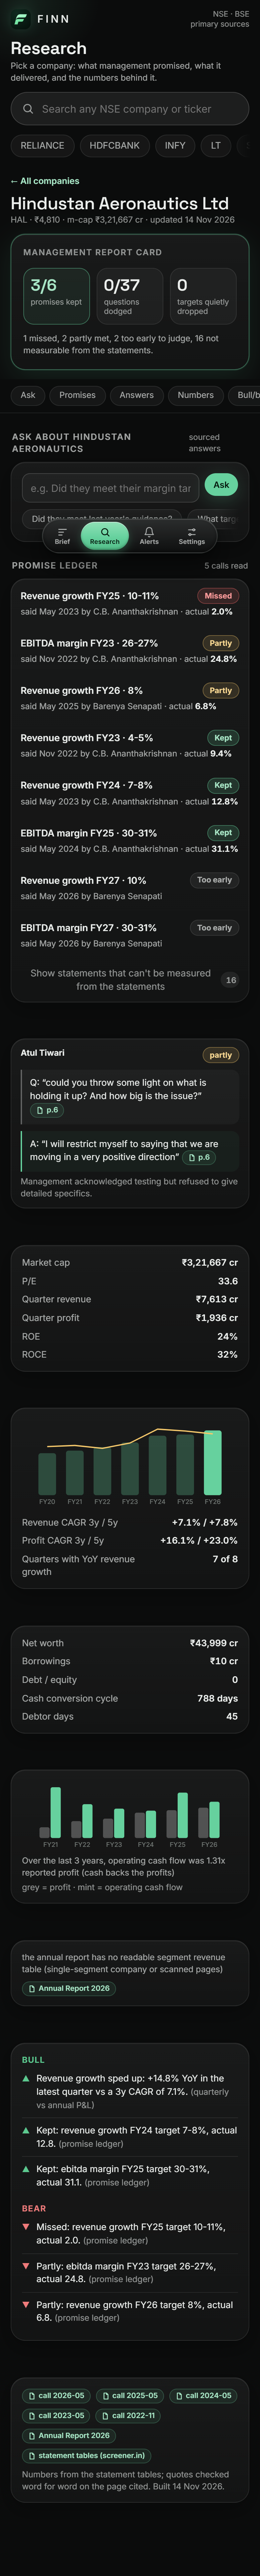 FINN
NSE · BSE
primary sources
Research
Pick a company: what management promised, what it
delivered, and the numbers behind it.
Search any NSE company or ticker
RELIANCE
HDFCBANK
INFY
LT
← All companies
Hindustan Aeronautics Ltd
HAL · ₹4,810 · m-cap ₹3,21,667 cr · updated 14 Nov 2026
MANAGEMENT REPORT CARD
3/6
promises kept
0/37
questions
dodged
0
targets quietly
dropped
1 missed, 2 partly met, 2 too early to judge, 16 not
measurable from the statements.
Ask
Promises
Answers
Numbers
Bull/b
ASK ABOUT HINDUSTAN
AERONAUTICS
sourced
answers
e.g. Did they meet their margin tar
Ask
Brief
Research
Alerts
Settings
PROMISE LEDGER
5 calls read
Revenue growth FY25 · 10-11%
Missed
said May 2023 by C.B. Ananthakrishnan · actual 2.0%
EBITDA margin FY23 · 26-27%
Partly
said Nov 2022 by C.B. Ananthakrishnan · actual 24.8%
Revenue growth FY26 · 8%
Partly
said May 2025 by Barenya Senapati · actual 6.8%
Revenue growth FY23 · 4-5%
Kept
said Nov 2022 by C.B. Ananthakrishnan · actual 9.4%
Revenue growth FY24 · 7-8%
Kept
said May 2023 by C.B. Ananthakrishnan · actual 12.8%
EBITDA margin FY25 · 30-31%
Kept
said May 2024 by C.B. Ananthakrishnan · actual 31.1%
Revenue growth FY27 · 10%
Too early
said May 2026 by Barenya Senapati
EBITDA margin FY27 · 30-31%
Too early
said May 2026 by Barenya Senapati
Show statements that can't be measured
from the statements
16
Atul Tiwari
partly
Q: “could you throw some light on what is
holding it up? And how big is the issue?”
p.6
A: “I will restrict myself to saying that we are
moving in a very positive direction” p.6
Management acknowledged testing but refused to give
detailed specifics.
Market cap ₹3,21,667 cr
P/E 33.6
Quarter revenue ₹7,613 cr
Quarter profit ₹1,936 cr
ROE 24%
ROCE 32%
FY20 FY21 FY22 FY23 FY24 FY25 FY26
Revenue CAGR 3y / 5y +7.1% / +7.8%
Profit CAGR 3y / 5y +16.1% / +23.0%
Quarters with YoY revenue
growth
7 of 8
Net worth ₹43,999 cr
Borrowings ₹10 cr
Debt / equity 0
Cash conversion cycle 788 days
Debtor days 45
FY21 FY22 FY23 FY24 FY25 FY26
Over the last 3 years, operating cash flow was 1.31x
reported profit (cash backs the profits)
grey = profit · mint = operating cash flow
the annual report has no readable segment revenue
table (single-segment company or scanned pages)
Annual Report 2026
BULL
▲ Revenue growth sped up: +14.8% YoY in the
latest quarter vs a 3y CAGR of 7.1%. (quarterly
vs annual P&L)
▲ Kept: revenue growth FY24 target 7-8%, actual
12.8. (promise ledger)
▲ Kept: ebitda margin FY25 target 30-31%,
actual 31.1. (promise ledger)
BEAR
▼ Missed: revenue growth FY25 target 10-11%,
actual 2.0. (promise ledger)
▼ Partly: ebitda margin FY23 target 26-27%,
actual 24.8. (promise ledger)
▼ Partly: revenue growth FY26 target 8%, actual
6.8. (promise ledger)
call 2026-05
call 2025-05
call 2024-05
call 2023-05
call 2022-11
Annual Report 2026
statement tables (screener.in)
Numbers from the statement tables; quotes checked
word for word on the page cited. Built 14 Nov 2026.